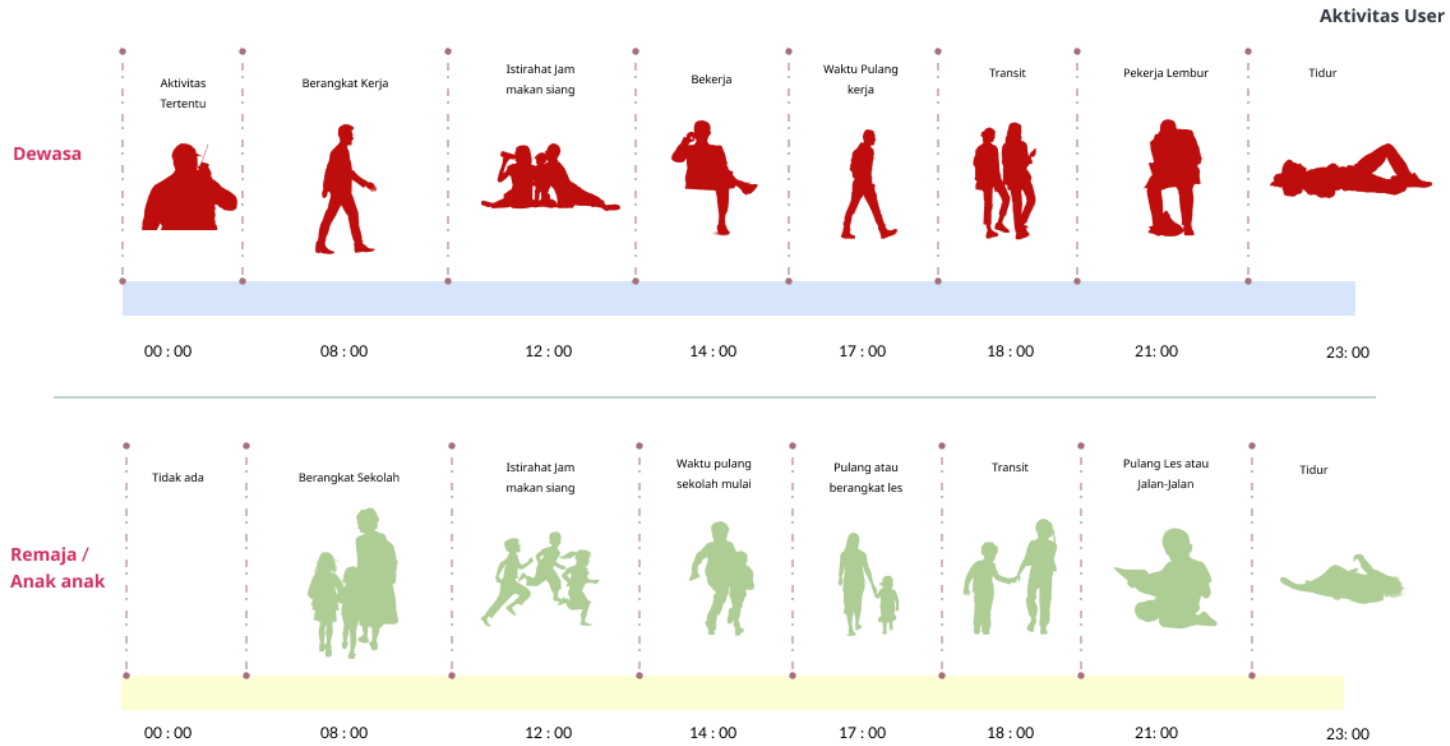 Aktivitas User
Aktivitas
Tertentu
Berangkat Kerja
Istirahat Jam
makan siang
Bekerja
Waktu Pulang
kerja
Transit
Pekerja Lembur
Tidur
Dewasa
00 : 00
08 : 00
12 : 00
14 : 00
17 : 00
18 : 00
21: 00
23: 00
Tidak ada
Berangkat Sekolah
Istirahat Jam
makan siang
Waktu pulang
sekolah mulai
Pulang atau
berangkat les
Transit
Pulang Les atau
Jalan-Jalan
Tidur
Remaja /
Anak anak
00 : 00
08 : 00
12 : 00
14 : 00
17 : 00
18 : 00
21: 00
23: 00